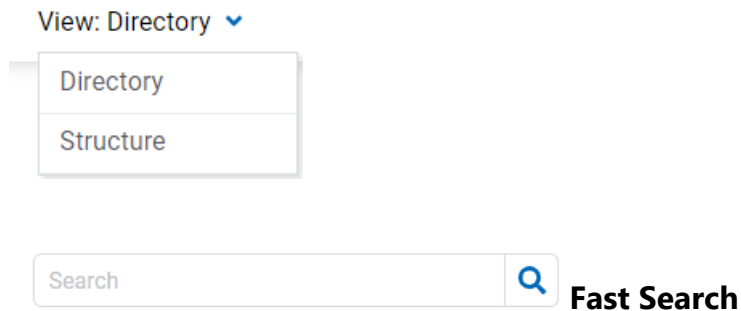 View: Directory
Directory
Structure
Search
Fast Search